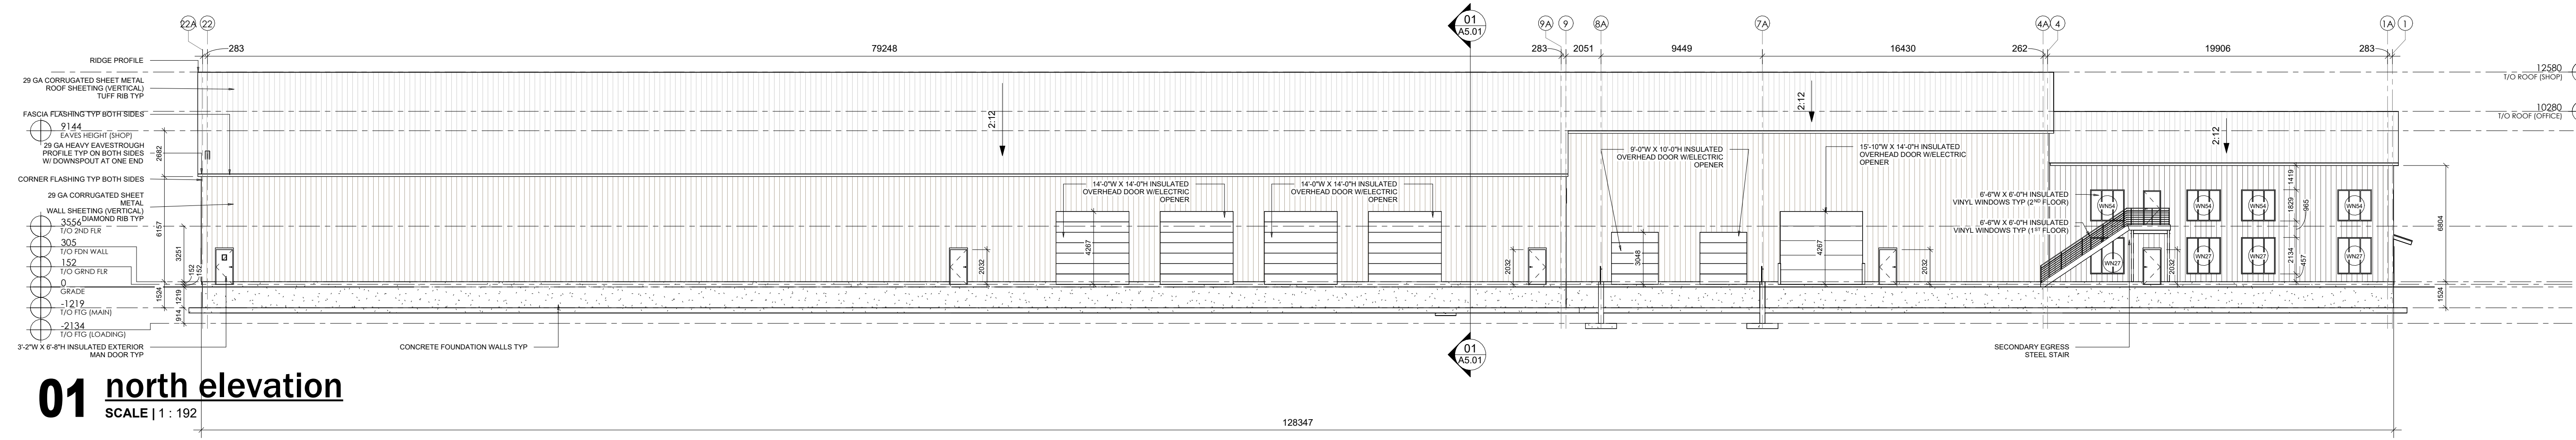 22A
22
01
A5.01
9A
9
8A
7A
4A
4
1A
1
283
79248
283
2051
9449
16430
262
19906
283
RIDGE PROFILE
29 GA CORRUGATED SHEET METAL
ROOF SHEETING (VERTICAL)
TUFF RIB TYP
FASCIA FLASHING TYP BOTH SIDES
9144
EAVES HEIGHT (SHOP)
29 GA HEAVY EAVESTROUGH
PROFILE TYP ON BOTH SIDES
W/ DOWNSPOUT AT ONE END
CORNER FLASHING TYP BOTH SIDES
29 GA CORRUGATED SHEET
METAL
WALL SHEETING (VERTICAL)
DIAMOND RIB TYP
3556
T/O 2ND FLR
305
T/O FDN WALL
152
T/O GRND FLR
0
GRADE
-1219
T/O FTG (MAIN)
-2134
T/O FTG (LOADING)
3'-2"W X 6'-8"H INSULATED EXTERIOR
MAN DOOR TYP
2682
6157
3251
152
152
1524
1219
914
2:12
2032
14'-0"W X 14'-0"H INSULATED
OVERHEAD DOOR W/ELECTRIC
OPENER
4267
14'-0"W X 14'-0"H INSULATED
OVERHEAD DOOR W/ELECTRIC
OPENER
2032
9'-0"W X 10'-0"H INSULATED
OVERHEAD DOOR W/ELECTRIC
OPENER
3048
2:12
15'-10"W X 14'-0"H INSULATED
OVERHEAD DOOR W/ELECTRIC
OPENER
4267
2032
6'-6"W X 6'-0"H INSULATED
VINYL WINDOWS TYP (2ND FLOOR)
6'-6"W X 6'-0"H INSULATED
VINYL WINDOWS TYP (1ST FLOOR)
2:12
WN54
WN54
WN54
WN54
WN27
WN27
WN27
WN27
2032
1419
1829
965
2134
457
6804
1524
12580
T/O ROOF (SHOP)
10280
T/O ROOF (OFFICE)
CONCRETE FOUNDATION WALLS TYP
01
A5.01
SECONDARY EGRESS
STEEL STAIR
01 north elevation
SCALE | 1 : 192
128347